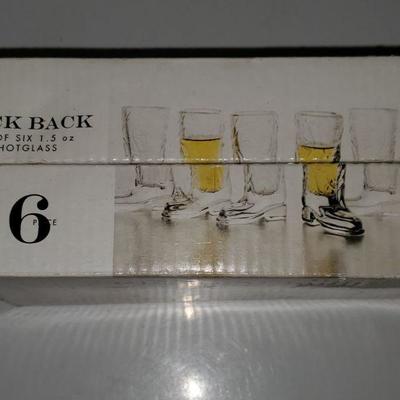 CK BACK
OF SIX 1.5 oz
HOTGLASS
6